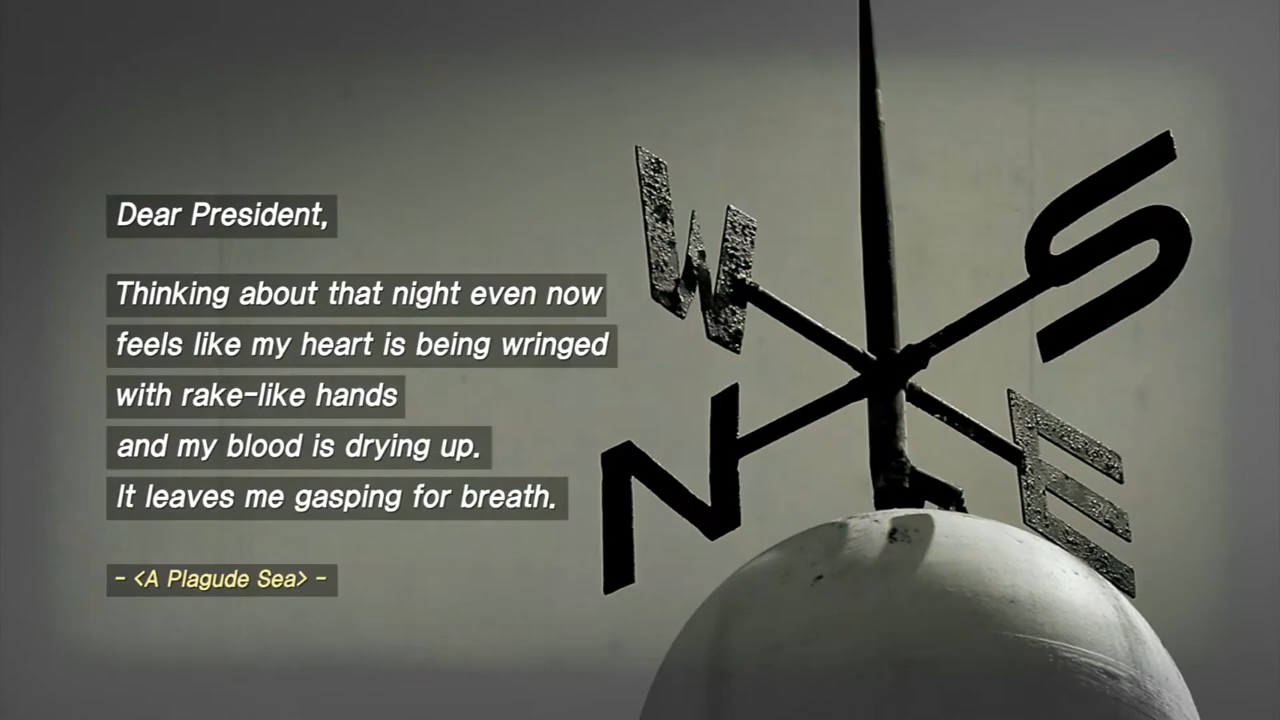 Dear President,
Thinking about that night even now
feels like my heart is being wringed
with rake-like hands
and my blood is drying up.
It leaves me gasping for breath.
- <A Plagude Sea> -
W
S
N
E